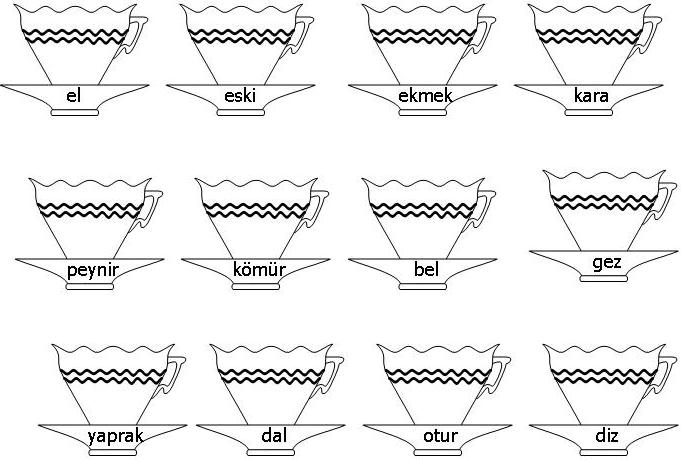 el eski ekmek kara
peynir kömür bel gez
yaprak dal otur diz